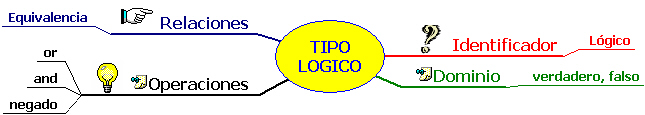 Equivalencia
Relaciones
or
and
negado
Operaciones
TIPO
LOGICO
Identificador
Lógico
Dominio
verdadero, falso